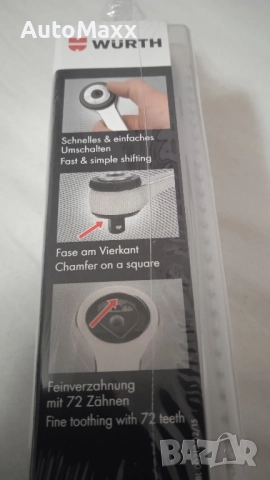 AutoMaxx
WÜRTH
Schnelles & einfaches
Umschalten
Fast & simple shifting
Fase am Vierkant
Chamfer on a square
Feinverzahnung
mit 72 Zähnen
Fine toothing with 72 teeth
bazar
bg